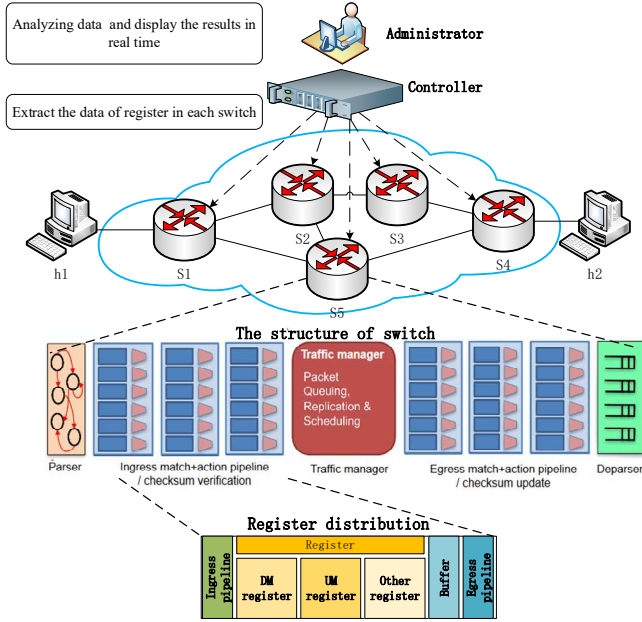 Analyzing data and display the results in
real time
Administrator
Controller
Extract the data of register in each switch
S2
S3
h1
S1
S4
h2
S5
The structure of switch
Traffic manager
Packet
Queuing,
Replication &
Scheduling
Parser
Ingress match+action pipeline
/ checksum verification
Traffic manager
Egress match+action pipeline
/ checksum update
Deparser
Register distribution
Ingress
pipeline
Register
DM
register
UM
register
Other
register
Buffer
Egress
pipeline